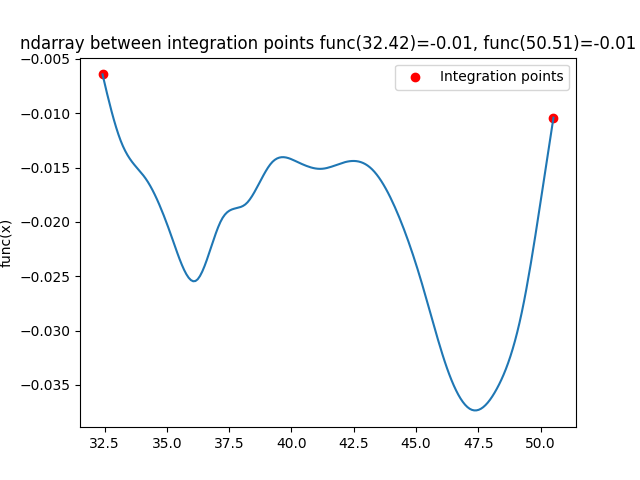 ndarray between integration points func(32.42)=-0.01, func(50.51)=-0.01
Integration points
func(x)
−0.005
−0.010
−0.015
−0.020
−0.025
−0.030
−0.035
32.5 35.0 37.5 40.0 42.5 45.0 47.5 50.0